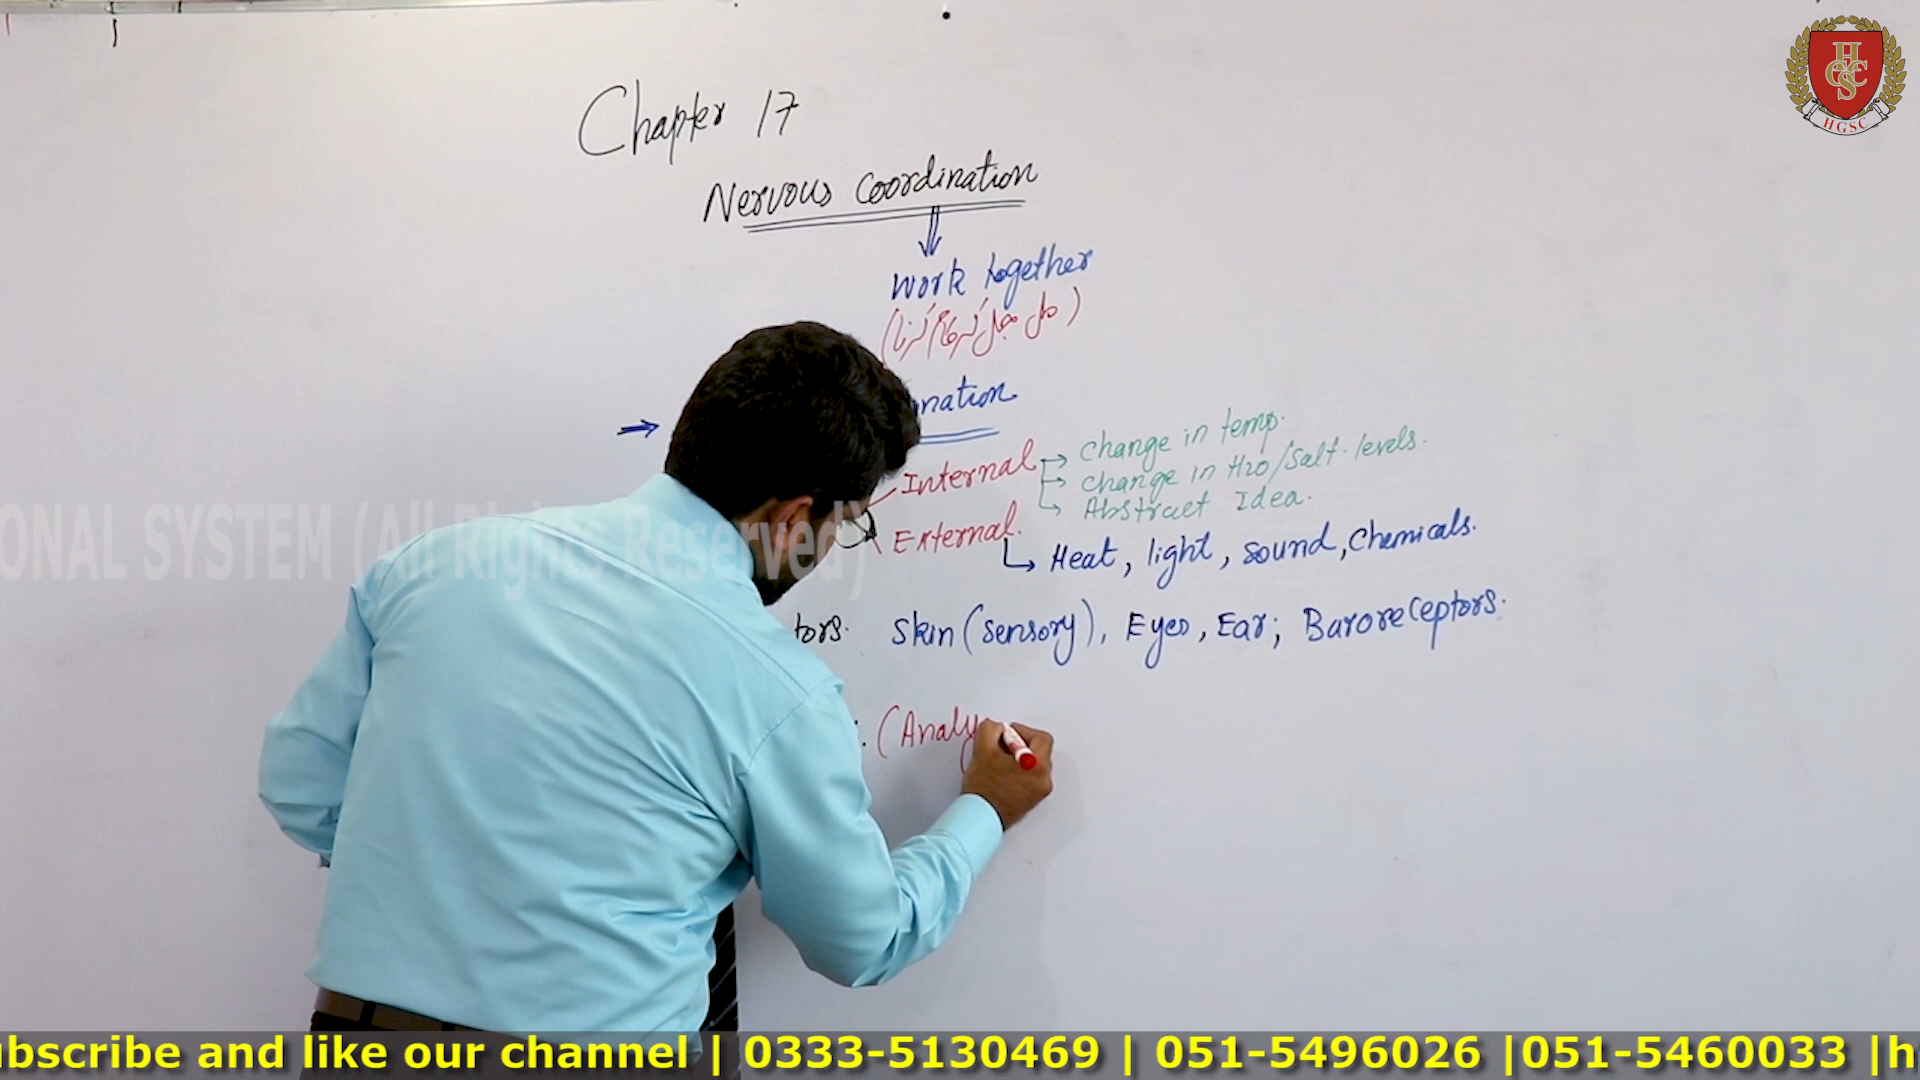 Chapter 17
Nervous Coordination
Work together
(مل جل کر کام کرنا)
nation
Internal
change in temp.
change in H2O/Salt levels.
Abstract Idea.
External.
Heat, light, sound, Chemicals.
tors. Skin (Sensory), Eyes, Ear; Baroreceptors.
: (Analy
ONAL SYSTEM (All Rights Reserved)
HGSC
HGSC
ubscribe and like our channel | 0333-5130469 | 051-5496026 |051-5460033 |h